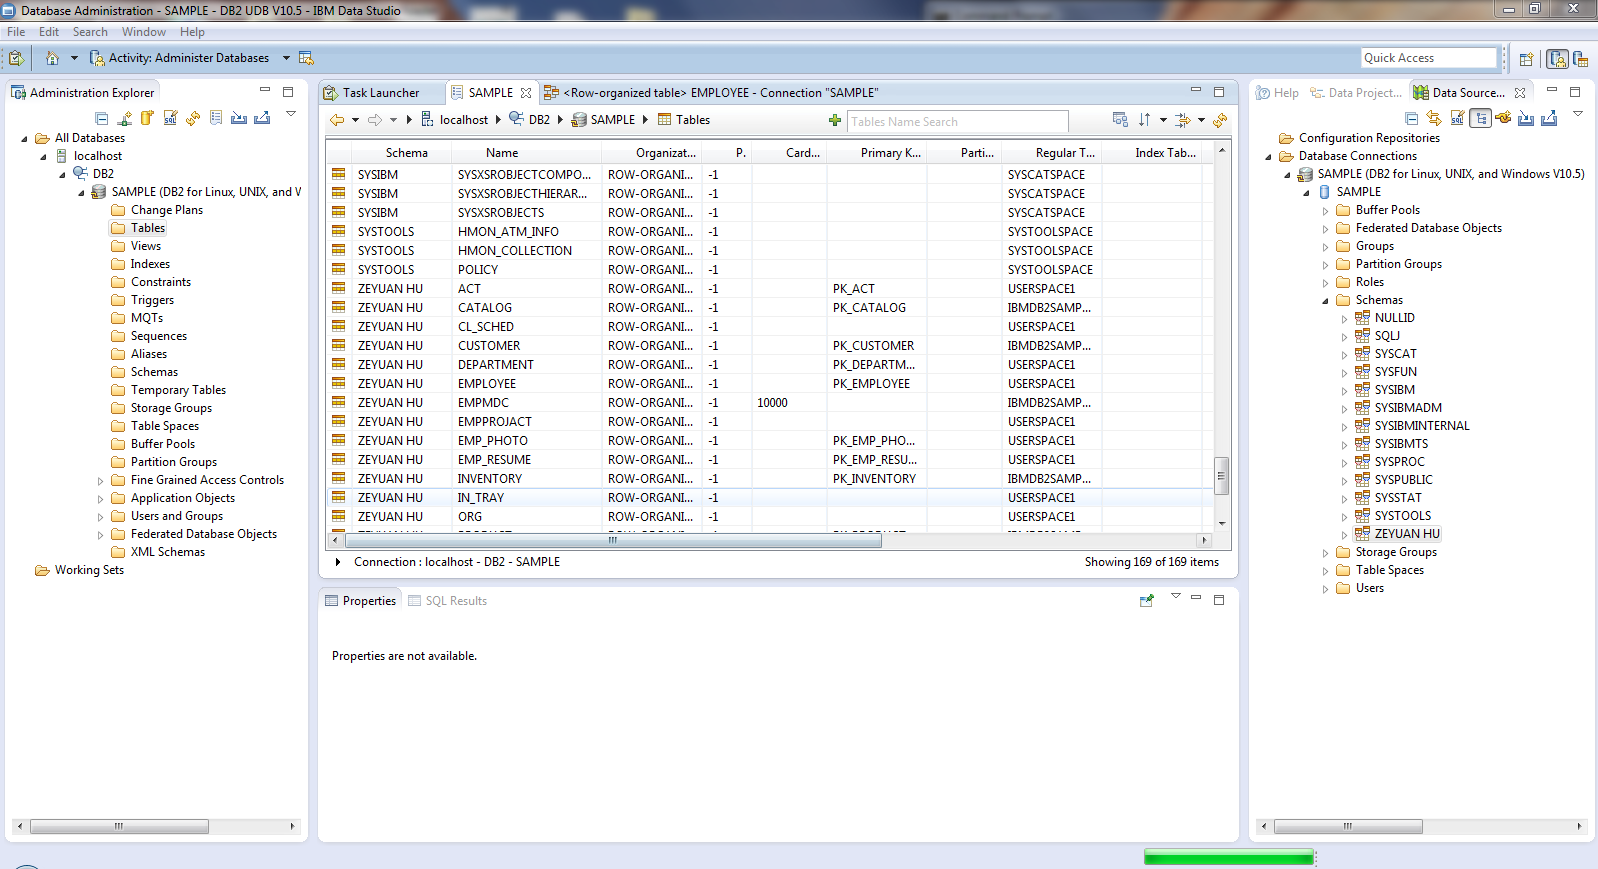 Database Administration - SAMPLE - DB2 UDB V10.5 - IBM Data Studio
File Edit Search Window Help
Activity: Administer Databases
Quick Access
Administration Explorer
All Databases
localhost
DB2
SAMPLE (DB2 for Linux, UNIX, and W
Change Plans
Tables
Views
Indexes
Constraints
Triggers
MQTs
Sequences
Aliases
Schemas
Temporary Tables
Storage Groups
Table Spaces
Buffer Pools
Partition Groups
Fine Grained Access Controls
Application Objects
Users and Groups
Federated Database Objects
XML Schemas
Working Sets
Task Launcher SAMPLE <Row-organized table> EMPLOYEE - Connection "SAMPLE"
localhost DB2 SAMPLE Tables Tables Name Search
Schema Name Organizat... P. Card... Primary K... Parti... Regular T... Index Tab...
SYSIBM SYSXSROBJECTCOMPO... ROW-ORGANI... -1 SYSCATSPACE
SYSIBM SYSXSROBJECTHIERAR... ROW-ORGANI... -1 SYSCATSPACE
SYSIBM SYSXSROBJECTS ROW-ORGANI... -1 SYSCATSPACE
SYSTOOLS HMON_ATM_INFO ROW-ORGANI... -1 SYSTOOLSPACE
SYSTOOLS HMON_COLLECTION ROW-ORGANI... -1 SYSTOOLSPACE
SYSTOOLS POLICY ROW-ORGANI... -1 SYSTOOLSPACE
ZEYUAN HU ACT ROW-ORGANI... -1 PK_ACT USERSPACE1
ZEYUAN HU CATALOG ROW-ORGANI... -1 PK_CATALOG IBMDB2SAMP...
ZEYUAN HU CL_SCHED ROW-ORGANI... -1 USERSPACE1
ZEYUAN HU CUSTOMER ROW-ORGANI... -1 PK_CUSTOMER IBMDB2SAMP...
ZEYUAN HU DEPARTMENT ROW-ORGANI... -1 PK_DEPARTM... USERSPACE1
ZEYUAN HU EMPLOYEE ROW-ORGANI... -1 PK_EMPLOYEE USERSPACE1
ZEYUAN HU EMPMDC ROW-ORGANI... -1 10000 IBMDB2SAMP...
ZEYUAN HU EMPPROJACT ROW-ORGANI... -1 USERSPACE1
ZEYUAN HU EMP_PHOTO ROW-ORGANI... -1 PK_EMP_PHO... USERSPACE1
ZEYUAN HU EMP_RESUME ROW-ORGANI... -1 PK_EMP_RESU... USERSPACE1
ZEYUAN HU INVENTORY ROW-ORGANI... -1 PK_INVENTORY IBMDB2SAMP...
ZEYUAN HU IN_TRAY ROW-ORGANI... -1 USERSPACE1
ZEYUAN HU ORG ROW-ORGANI... -1 USERSPACE1
Connection : localhost - DB2 - SAMPLE Showing 169 of 169 items
Properties SQL Results
Properties are not available.
Help Data Project... Data Source...
Configuration Repositories
Database Connections
SAMPLE (DB2 for Linux, UNIX, and Windows V10.5)
SAMPLE
Buffer Pools
Federated Database Objects
Groups
Partition Groups
Roles
Schemas
NULLID
SQLJ
SYSCAT
SYSFUN
SYSIBM
SYSIBMADM
SYSIBMINTERNAL
SYSIBMTS
SYSPROC
SYSPUBLIC
SYSSTAT
SYSTOOLS
ZEYUAN HU
Storage Groups
Table Spaces
Users